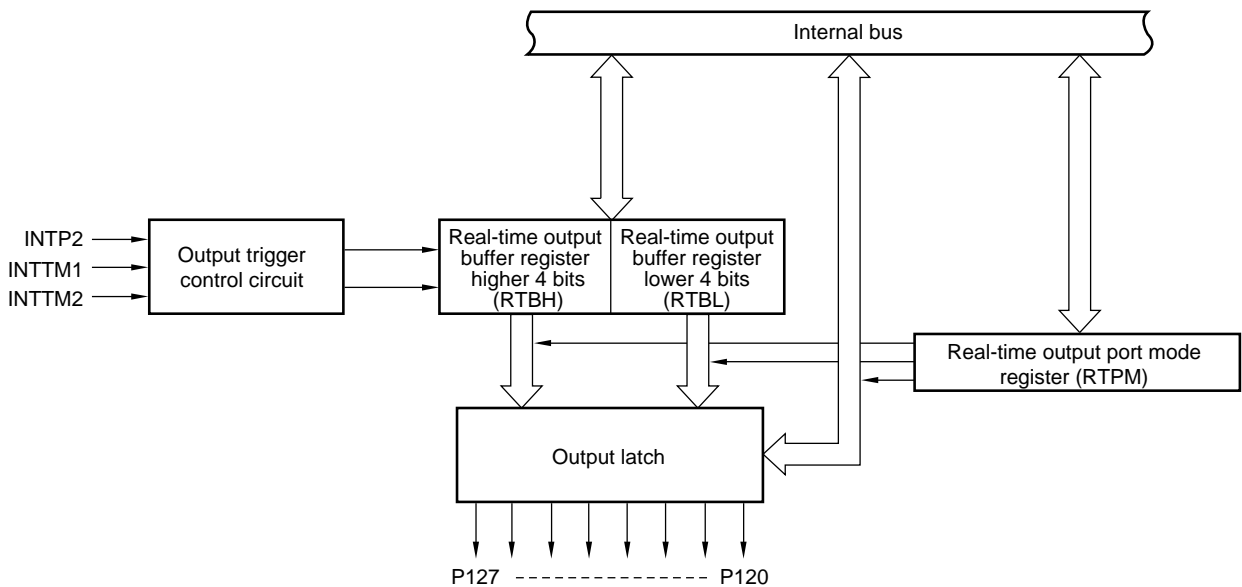 Internal bus
INTP2
INTTM1
INTTM2
Output trigger
control circuit
Real-time output
buffer register
higher 4 bits
(RTBH)
Real-time output
buffer register
lower 4 bits
(RTBL)
Real-time output port mode
register (RTPM)
Output latch
P127
P120